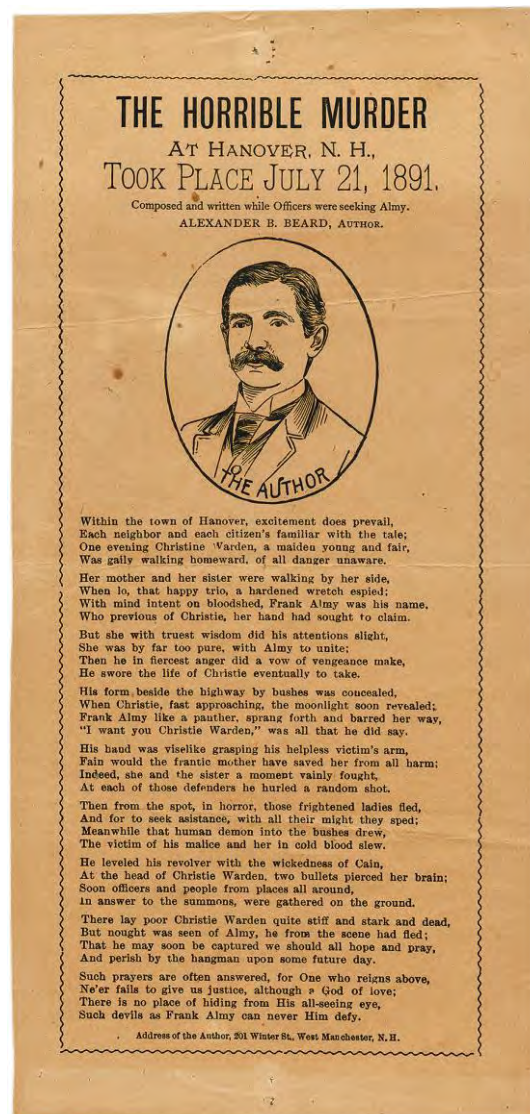 THE HORRIBLE MURDER
AT HANOVER, N. H.,
TOOK PLACE JULY 21, 1891.
Composed and written while Officers were seeking Almy.
ALEXANDER B. BEARD, AUTHOR.
THE AUTHOR
Within the town of Hanover, excitement does prevail,
Each neighbor and each citizen's familiar with the tale;
One evening Christine Warden, a maiden young and fair,
Was gaily walking homeward, of all danger unaware.
Her mother and her sister were walking by her side,
When lo, that happy trio, a hardened wretch espied;
With mind intent on bloodshed, Frank Almy was his name,
Who previous of Christie, her hand had sought to claim.
But she with truest wisdom did his attentions slight,
She was by far too pure, with Almy to unite;
Then he in fiercest anger did a vow of vengeance make,
He swore the life of Christie eventually to take.
His form beside the highway by bushes was concealed,
When Christie, fast approaching, the moonlight soon revealed;
Frank Almy like a panther, sprang forth and barred her way,
"I want you Christie Warden," was all that he did say.
His hand was viselike grasping his helpless victim's arm,
Fain would the frantic mother have saved her from all harm;
Indeed, she and the sister a moment vainly fought,
At each of those defenders he hurled a random shot.
Then from the spot, in horror, those frightened ladies fled,
And for to seek asistance, with all their might they sped;
Meanwhile that human demon into the bushes drew,
The victim of his malice and her in cold blood slew.
He leveled his revolver with the wickedness of Cain,
At the head of Christie Warden, two bullets pierced her brain;
Soon officers and people from places all around,
In answer to the summons, were gathered on the ground.
There lay poor Christie Warden quite stiff and stark and dead,
But nought was seen of Almy, he from the scene had fled;
That he may soon be captured we should all hope and pray,
And perish by the hangman upon some future day.
Such prayers are often answered, for One who reigns above,
Ne'er fails to give us justice, although a God of love;
There is no place of hiding from His all-seeing eye,
Such devils as Frank Almy can never Him defy.
Address of the Author, 201 Winter St., West Manchester, N. H.